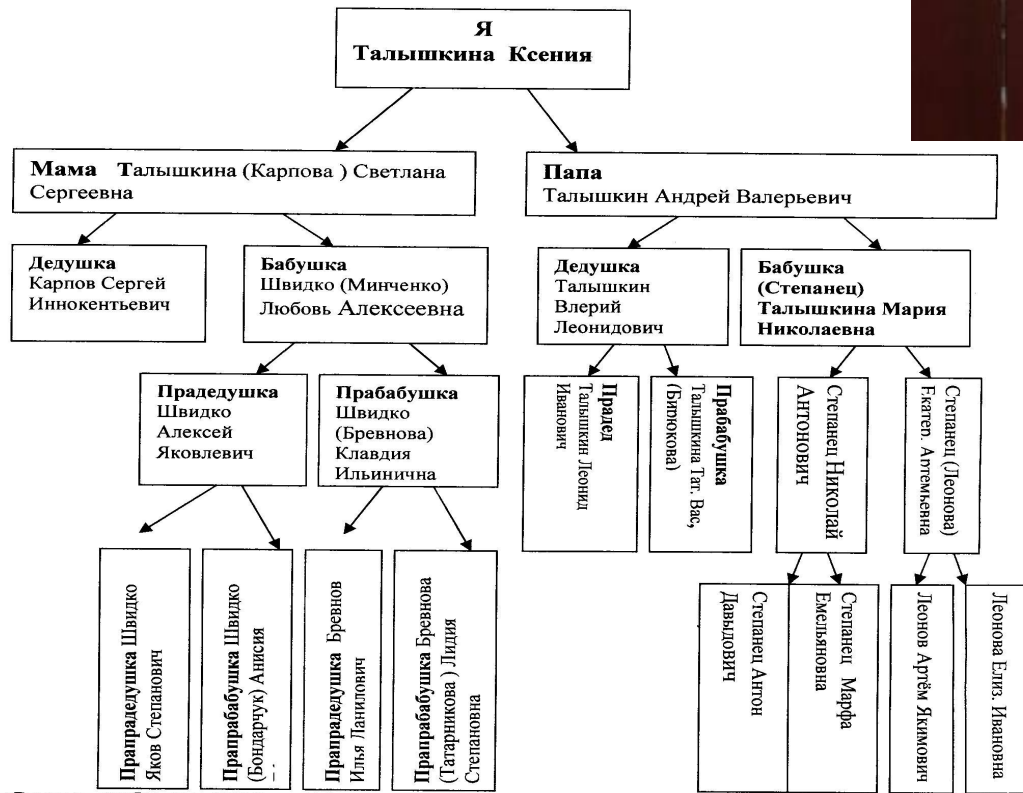 Я
Талышкина Ксения
Мама Талышкина (Карпова ) Светлана
Сергеевна
Папа
Талышкин Андрей Валерьевич
Дедушка
Карпов Сергей
Иннокентьевич
Бабушка
Швидко (Минченко)
Любовь Алексеевна
Дедушка
Талышкин
Влерий
Леонидович
Бабушка
(Степанец)
Талышкина Мария
Николаевна
Прадедушка
Швидко
Алексей
Яковлевич
Прабабушка
Швидко
(Бревнова)
Клавдия
Ильинична
Прадед
Талышкин Леонид
Иванович
Прабабушка
Талышкина Тат. Вас,
(Бирюкова)
Степанец Николай
Антонович
Степанец (Леонова)
Екатер. Артемьевна
Прапрадедушка Швидко
Яков Степанович
Прапрабабушка Швидко
(Бондарчук) Анисия
Прапрадедушка Бревнов
Илья Ланилович
Прапрабабушка Бревнова
(Татарникова ) Лидия
Степановна
Степанец Антон
Давыдович
Степанец Марфа
Емельяновна
Леонов Артём Якимович
Леонова Елиз. Ивановна